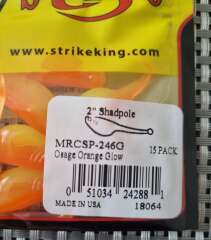 www.strikeking.com
2" Shadpole
MRCSP-246G
Osage Orange Glow
15 PACK
0 51034 24288 1
MADE IN USA 18064